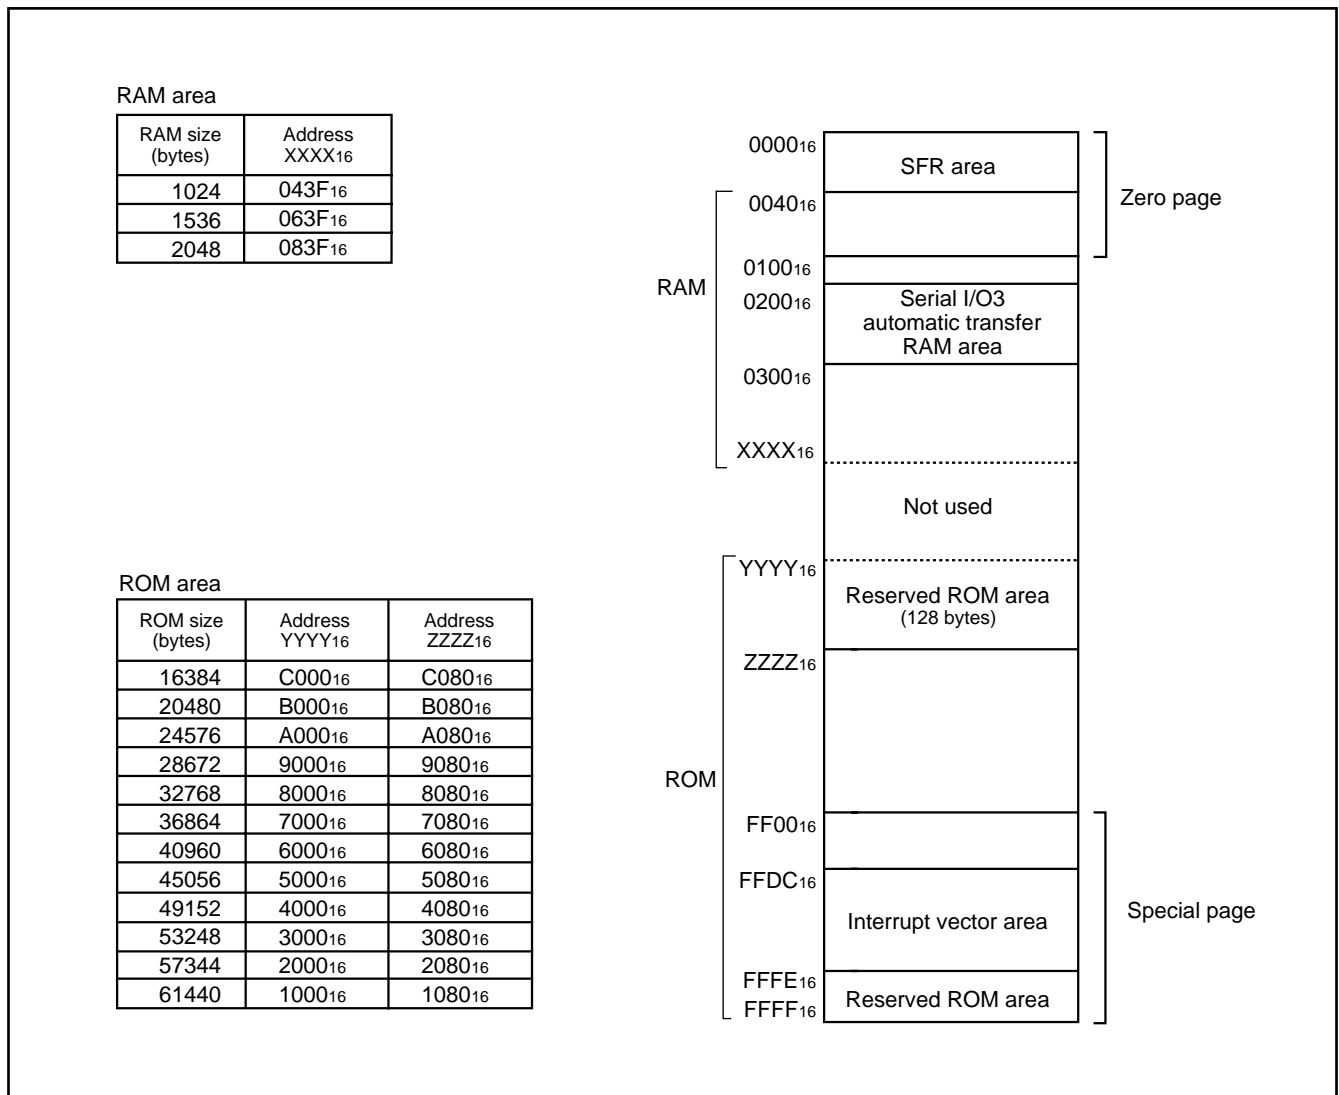 RAM area
RAM size (bytes) Address XXXX16
1024 043F16
1536 063F16
2048 083F16
ROM area
ROM size (bytes) Address YYYY16 Address ZZZZ16
16384 C00016 C08016
20480 B00016 B08016
24576 A00016 A08016
28672 900016 908016
32768 800016 808016
36864 700016 708016
40960 600016 608016
45056 500016 508016
49152 400016 408016
53248 300016 308016
57344 200016 208016
61440 100016 108016
000016
SFR area
Zero page
004016
RAM
010016
020016
Serial I/O3
automatic transfer
RAM area
030016
XXXX16
Not used
YYYY16
Reserved ROM area
(128 bytes)
ZZZZ16
ROM
FF0016
FFDC16
Interrupt vector area
Special page
FFFE16
Reserved ROM area
FFFF16